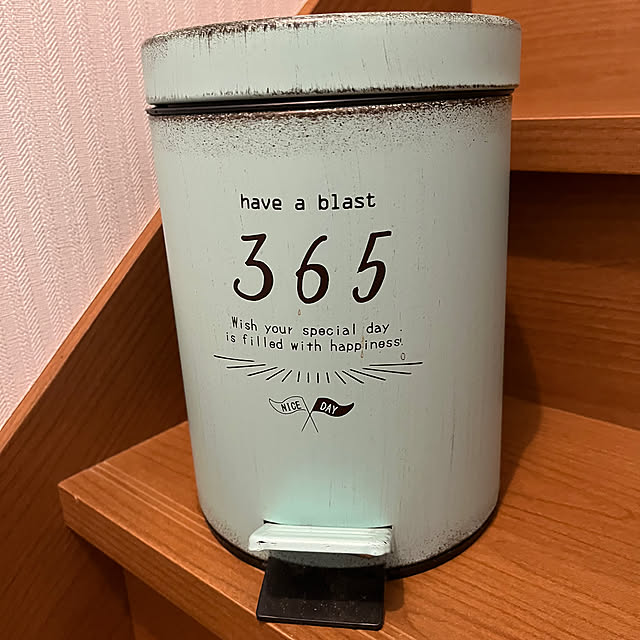 have a blast
365
Wish your special day
is filled with happiness.
NICE DAY